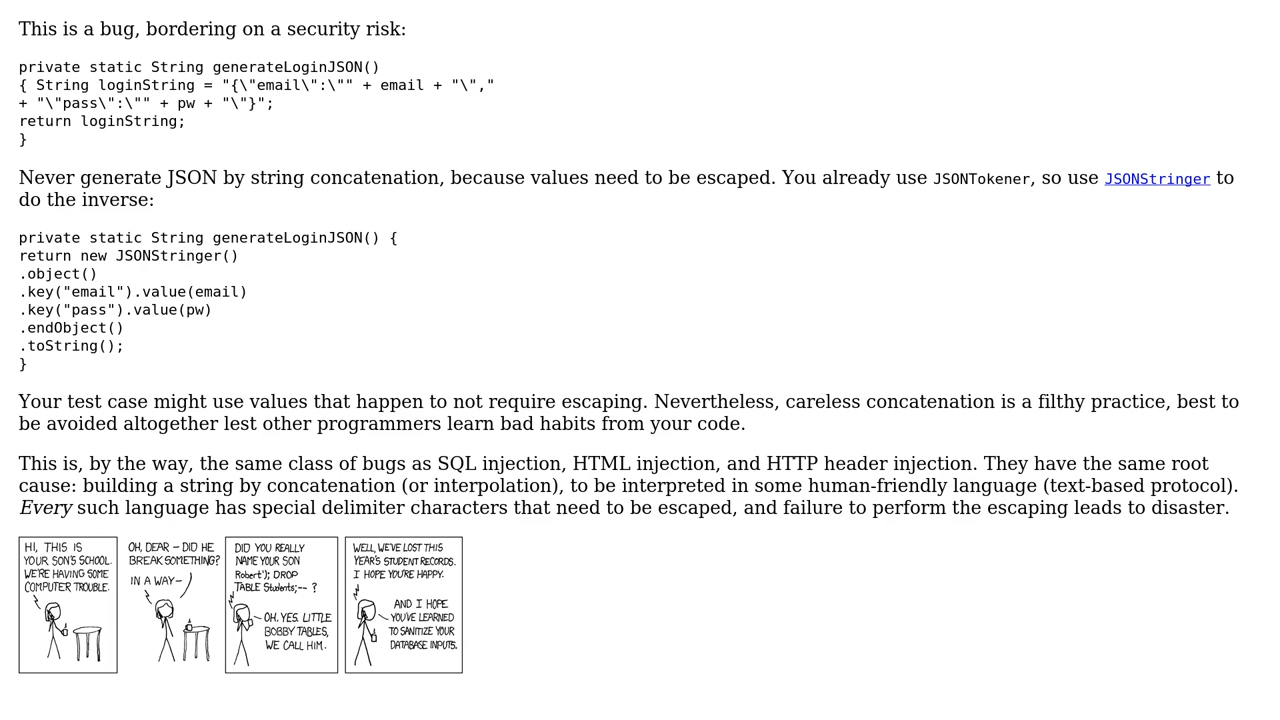 This is a bug, bordering on a security risk:
private static String generateLoginJSON()
{ String loginString = "{\"email\":\"" + email + "\","
+ "\"pass\":\"" + pw + "\"}";
return loginString;
}
Never generate JSON by string concatenation, because values need to be escaped. You already use JSONTokener, so use JSONStringer to
do the inverse:
private static String generateLoginJSON() {
return new JSONStringer()
.object()
.key("email").value(email)
.key("pass").value(pw)
.endObject()
.toString();
}
Your test case might use values that happen to not require escaping. Nevertheless, careless concatenation is a filthy practice, best to
be avoided altogether lest other programmers learn bad habits from your code.
This is, by the way, the same class of bugs as SQL injection, HTML injection, and HTTP header injection. They have the same root
cause: building a string by concatenation (or interpolation), to be interpreted in some human-friendly language (text-based protocol).
Every such language has special delimiter characters that need to be escaped, and failure to perform the escaping leads to disaster.
HI, THIS IS
YOUR SON'S SCHOOL.
WE'RE HAVING SOME
COMPUTER TROUBLE.
OH, DEAR – DID HE
BREAK SOMETHING?
IN A WAY–
DID YOU REALLY
NAME YOUR SON
Robert'); DROP
TABLE Students;-- ?
OH. YES. LITTLE
BOBBY TABLES,
WE CALL HIM.
WELL, WE'VE LOST THIS
YEAR'S STUDENT RECORDS.
I HOPE YOU'RE HAPPY.
AND I HOPE
YOU'VE LEARNED
TO SANITIZE YOUR
DATABASE INPUTS.